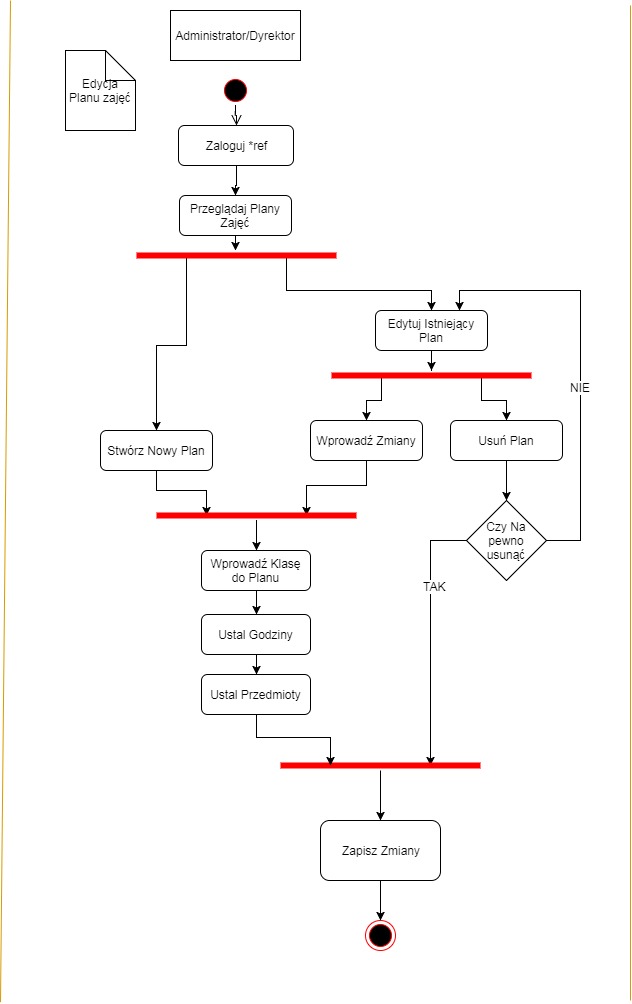 Administrator/Dyrektor
Edycja
Planu zajęć
Zaloguj *ref
Przeglądaj Plany
Zajęć
Edytuj Istniejący
Plan
NIE
Stwórz Nowy Plan
Wprowadź Zmiany
Usuń Plan
Czy Na
pewno
usunąć
Wprowadź Klasę
do Planu
TAK
Ustal Godziny
Ustal Przedmioty
Zapisz Zmiany